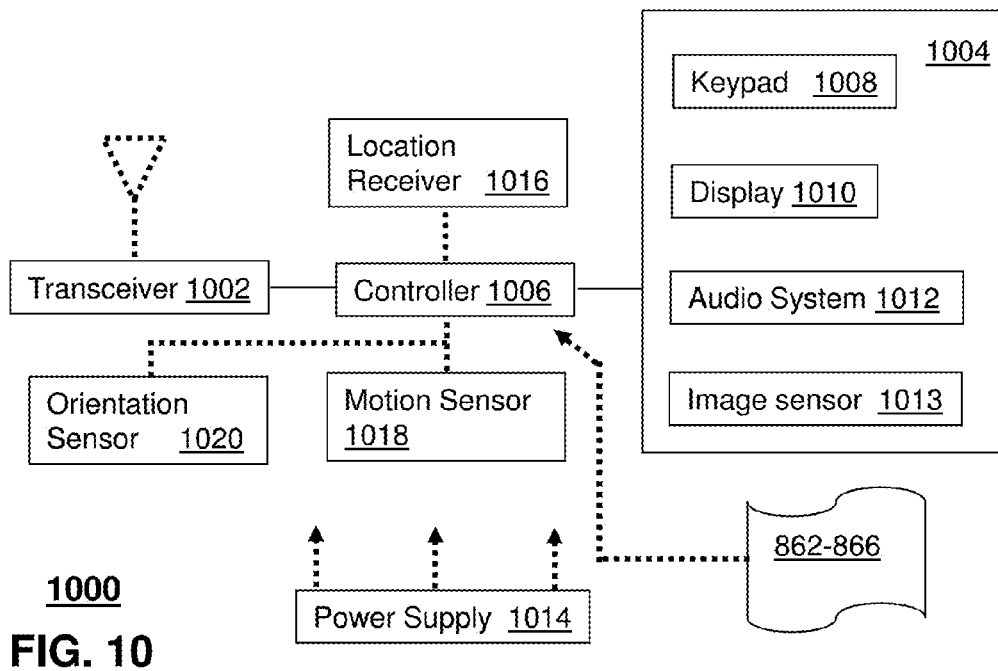 1004
Keypad 1008
Display 1010
Audio System 1012
Image sensor 1013
Location
Receiver 1016
Transceiver 1002
Controller 1006
Orientation
Sensor 1020
Motion Sensor
1018
862-866
Power Supply 1014
1000
FIG. 10